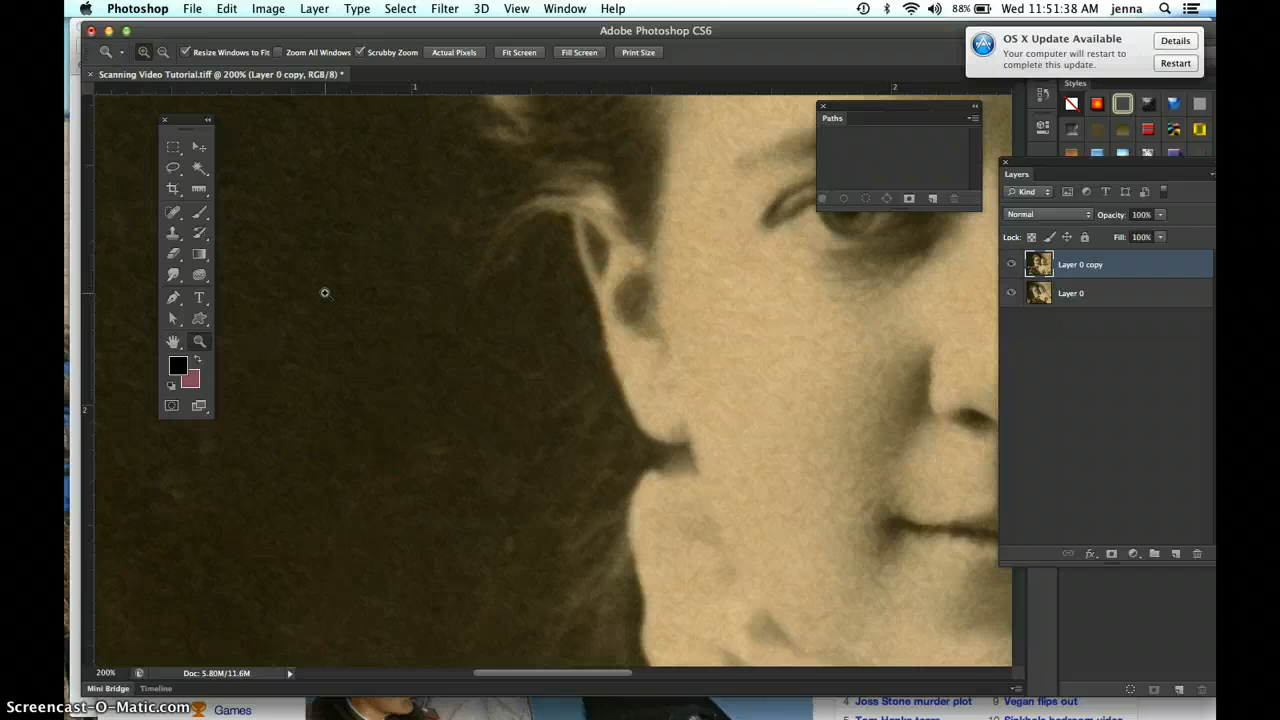 Photoshop File Edit Image Layer Type Select Filter 3D View Window Help 88% Wed 11:51:38 AM jenna
Adobe Photoshop CS6
OS X Update Available
Your computer will restart to
complete this update.
Details
Restart
Resize Windows to Fit Zoom All Windows Scrubby Zoom Actual Pixels Fit Screen Fill Screen Print Size
Scanning Video Tutorial.tiff @ 200% (Layer 0 copy, RGB/8) *
1 2
2
Styles
Paths
Layers
Kind
Normal Opacity: 100%
Lock: Fill: 100%
Layer 0 copy
Layer 0
200% Doc: 5.80M/11.6M
Mini Bridge Timeline
Screencast-O-Matic.com Games
4 Joss Stone murder plot 9 Vegan flips out